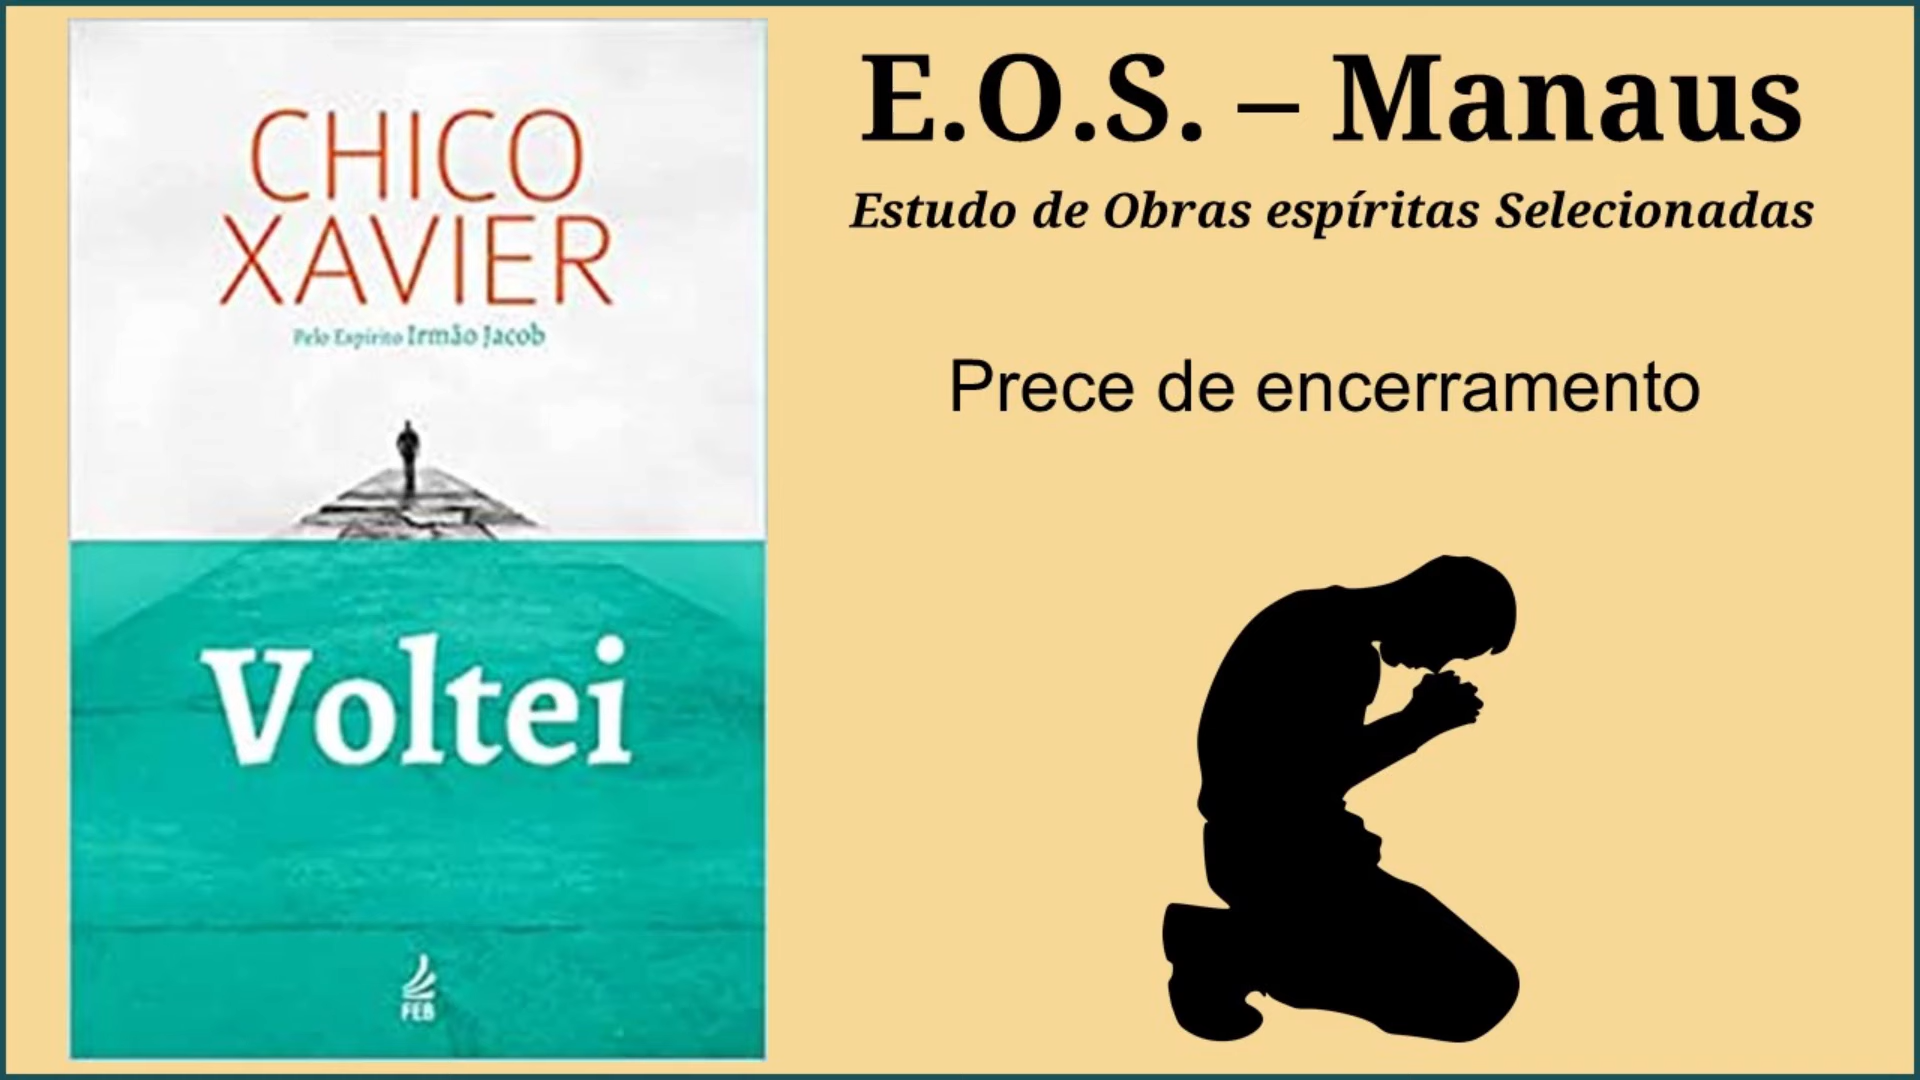 CHICO
XAVIER
Pelo Espírito Irmão Jacob
Voltei
FEB
E.O.S. – Manaus
Estudo de Obras espíritas Selecionadas
Prece de encerramento